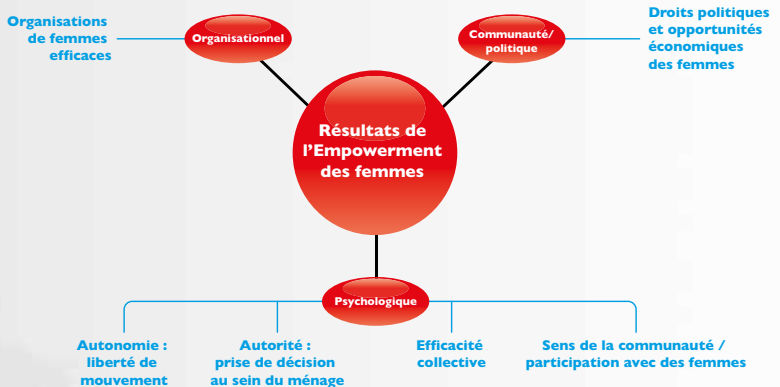 Organisations
de femmes
efficaces
Organisationnel
Communauté/
politique
Droits politiques
et opportunités
économiques
des femmes
Résultats de
l’Empowerment
des femmes
Psychologique
Autonomie :
liberté de
mouvement
Autorité :
prise de décision
au sein du ménage
Efficacité
collective
Sens de la communauté /
participation avec des femmes